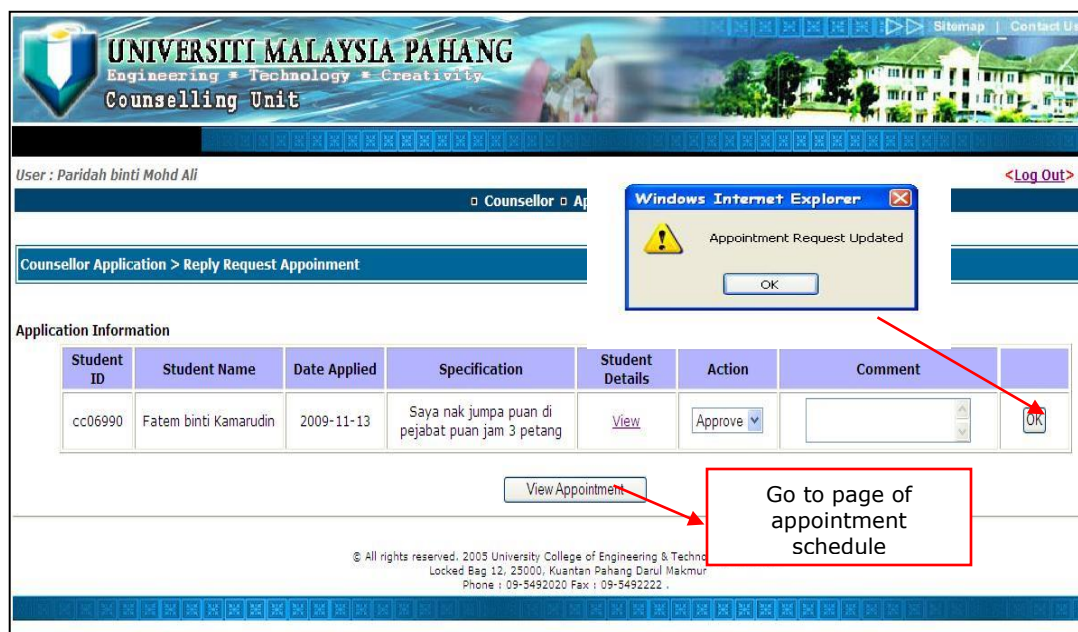 Sitemap | Contact Us
UNIVERSITI MALAYSIA PAHANG
Engineering * Technology * Creativity
Counselling Unit
User : Paridah binti Mohd Ali
<Log Out>
Counsellor
Windows Internet Explorer
Appointment Request Updated
OK
Counsellor Application > Reply Request Appoinment
Application Information
Student ID
Student Name
Date Applied
Specification
Student Details
Action
Comment
cc06990
Fatem binti Kamarudin
2009-11-13
Saya nak jumpa puan di
pejabat puan jam 3 petang
View
Approve
OK
View Appointment
Go to page of
appointment
schedule
© All rights reserved. 2005 University College of Engineering &
Locked Bag 12, 25000, Kuantan Pahang Darul Makmur
Phone : 09-5492020 Fax : 09-5492222 .